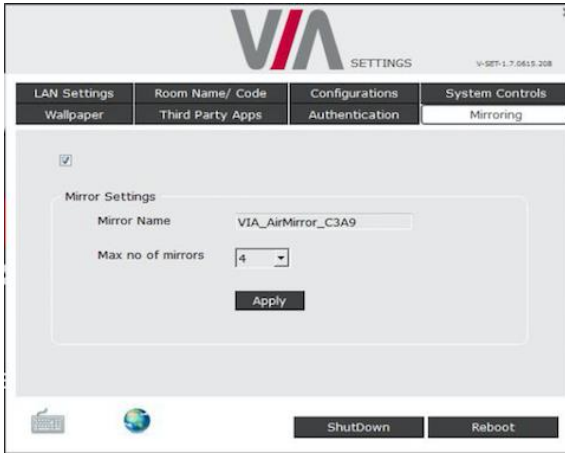 VIA SETTINGS
V-SET-1.7.0615.208
LAN Settings Room Name/ Code Configurations System Controls
Wallpaper Third Party Apps Authentication Mirroring
Mirror Settings
Mirror Name VIA_AirMirror_C3A9
Max no of mirrors 4
Apply
ShutDown Reboot